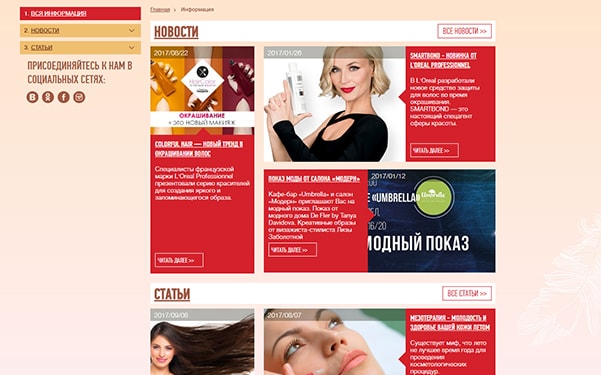 Главная › Информация
1. ВСЯ ИНФОРМАЦИЯ
2. НОВОСТИ
3. СТАТЬИ
ПРИСОЕДИНЯЙТЕСЬ К НАМ В
СОЦИАЛЬНЫХ СЕТЯХ:
НОВОСТИ
ВСЕ НОВОСТИ >>
2017/08/22
HairColor
ОКРАШИВАНИЕ
- ЭТО НОВЫЙ МАКИЯЖ
COLORFUL HAIR — НОВЫЙ ТРЕНД В
ОКРАШИВАНИИ ВОЛОС
Специалисты французской
марки L'Oreal Professionnel
презентовали серию красителей
для создания яркого и
запоминающегося образа.
ЧИТАТЬ ДАЛЕЕ >>
2017/01/26
SMARTBOND - НОВИНКА ОТ
L'OREAL PROFESSIONNEL
В L'Oreal разработали
новое средство защиты
для волос во время
окрашивания.
SMARTBOND — это
настоящий спецагент
сферы красоты.
ЧИТАТЬ ДАЛЕЕ >>
ПОКАЗ МОДЫ ОТ САЛОНА «МОДЕРН»
Кафе-бар «Umbrella» и салон
«Модерн» приглашают Вас на
модный показ. Показ от
модного дома De Fler by Tanya
Davidova. Креативные образы
от визажиста-стилиста Лизы
Заболотной
ЧИТАТЬ ДАЛЕЕ >>
2017/01/12
Е «UMBRELLA»
Umbrella
МОДНЫЙ ПОКАЗ
СТАТЬИ
ВСЕ СТАТЬИ >>
2017/09/06
2017/06/07
МЕЗОТЕРАПИЯ - МОЛОДОСТЬ И
ЗДОРОВЬЕ ВАШЕЙ КОЖИ ЛЕТОМ
Существует миф, что лето
не лучшее время года для
проведения
косметологических
процедур.